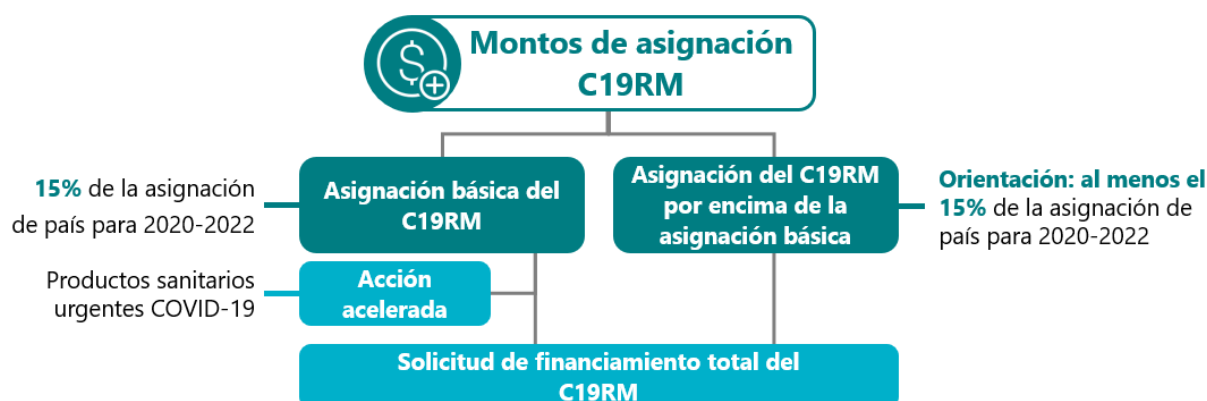 Montos de asignación
C19RM
15% de la asignación
de país para 2020-2022
Asignación básica del
C19RM
Asignación del C19RM
por encima de la
asignación básica
Orientación: al menos el
15% de la asignación de
país para 2020-2022
Productos sanitarios
urgentes COVID-19
Acción
acelerada
Solicitud de financiamiento total del
C19RM